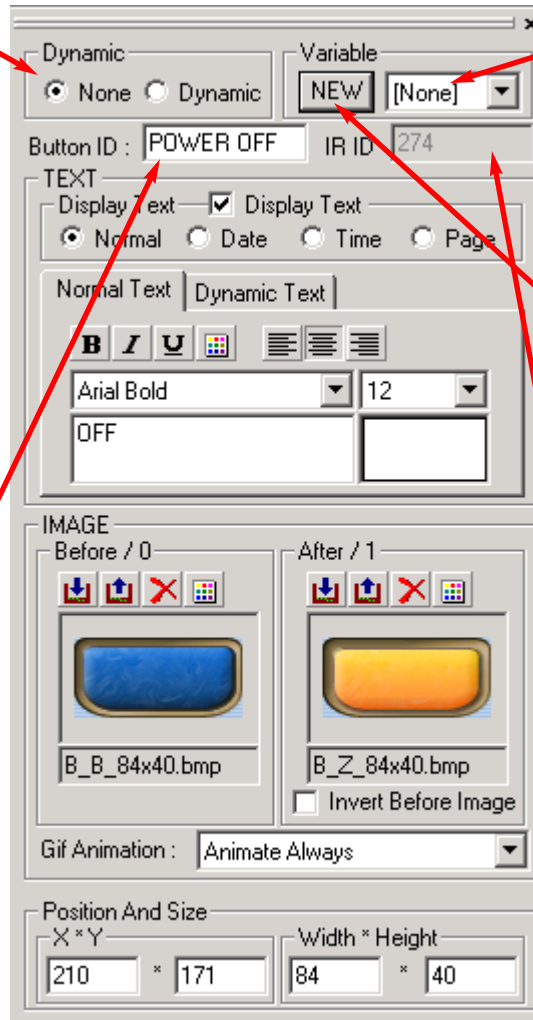 Dynamic
Variable
None Dynamic
NEW [None]
Button ID : POWER OFF IR ID 274
TEXT
Display Text Display Text
Normal Date Time Page
Normal Text Dynamic Text
B I U
Arial Bold 12
OFF
IMAGE
Before / 0 After / 1
B_B_84x40.bmp B_Z_84x40.bmp
Invert Before Image
Gif Animation : Animate Always
Position And Size
X * Y Width * Height
210 * 171 84 * 40